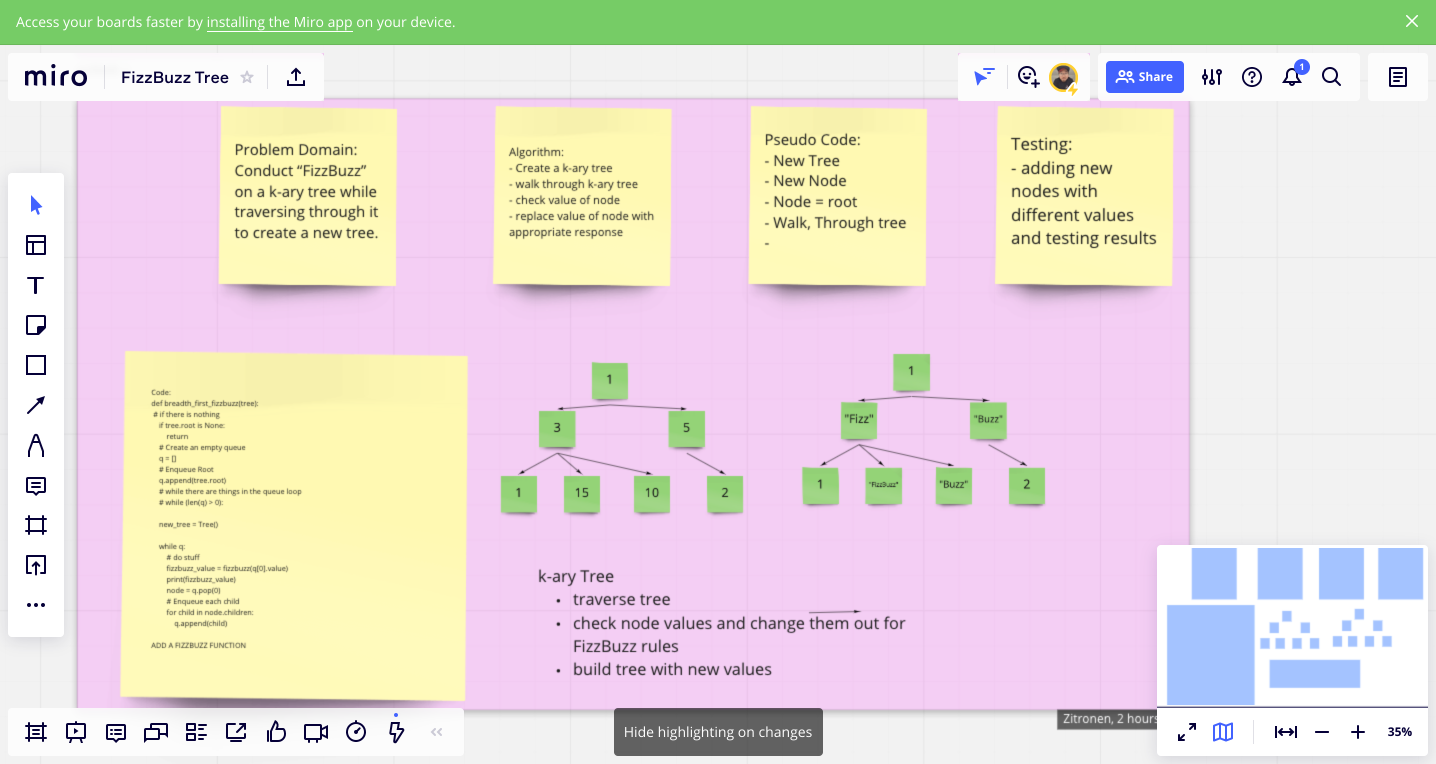 Access your boards faster by installing the Miro app on your device.
miro
FizzBuzz Tree
Share
1
Problem Domain:
Conduct “FizzBuzz”
on a k-ary tree while
traversing through it
to create a new tree.
Algorithm:
- Create a k-ary tree
- walk through k-ary tree
- check value of node
- replace value of node with
appropriate response
Pseudo Code:
- New Tree
- New Node
- Node = root
- Walk, Through tree
-
Testing:
- adding new
nodes with
different values
and testing results
Code:
def breadth_first_fizzbuzz(tree):
# if there is nothing
if tree.root is None:
return
# Create an empty queue
q = []
# Enqueue Root
q.append(tree.root)
# while there are things in the queue loop
# while (len(q) > 0):
new_tree = Tree()
while q:
# do stuff
fizzbuzz_value = fizzbuzz(q[0].value)
print(fizzbuzz_value)
node = q.pop(0)
# Enqueue each child
for child in node.children:
q.append(child)
ADD A FIZZBUZZ FUNCTION
1
3
5
1
15
10
2
1
"Fizz"
"Buzz"
1
"FizzBuzz"
"Buzz"
2
k-ary Tree
• traverse tree
• check node values and change them out for
FizzBuzz rules
• build tree with new values
Hide highlighting on changes
Zitronen, 2 hours
35%